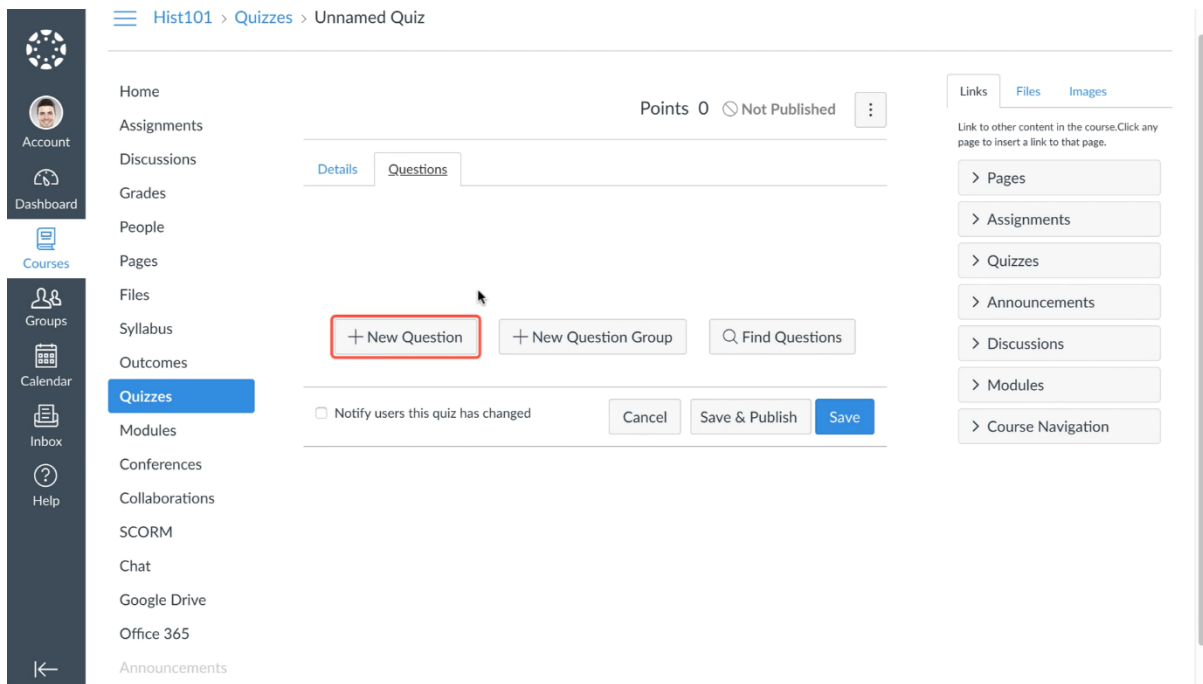 Hist101 > Quizzes > Unnamed Quiz
Account
Dashboard
Courses
Groups
Calendar
Inbox
Help
Home
Assignments
Discussions
Grades
People
Pages
Files
Syllabus
Outcomes
Quizzes
Modules
Conferences
Collaborations
SCORM
Chat
Google Drive
Office 365
Announcements
Points 0 Not Published
Details Questions
New Question New Question Group Find Questions
Notify users this quiz has changed Cancel Save & Publish Save
Links Files Images
Link to other content in the course.Click any
page to insert a link to that page.
Pages
Assignments
Quizzes
Announcements
Discussions
Modules
Course Navigation